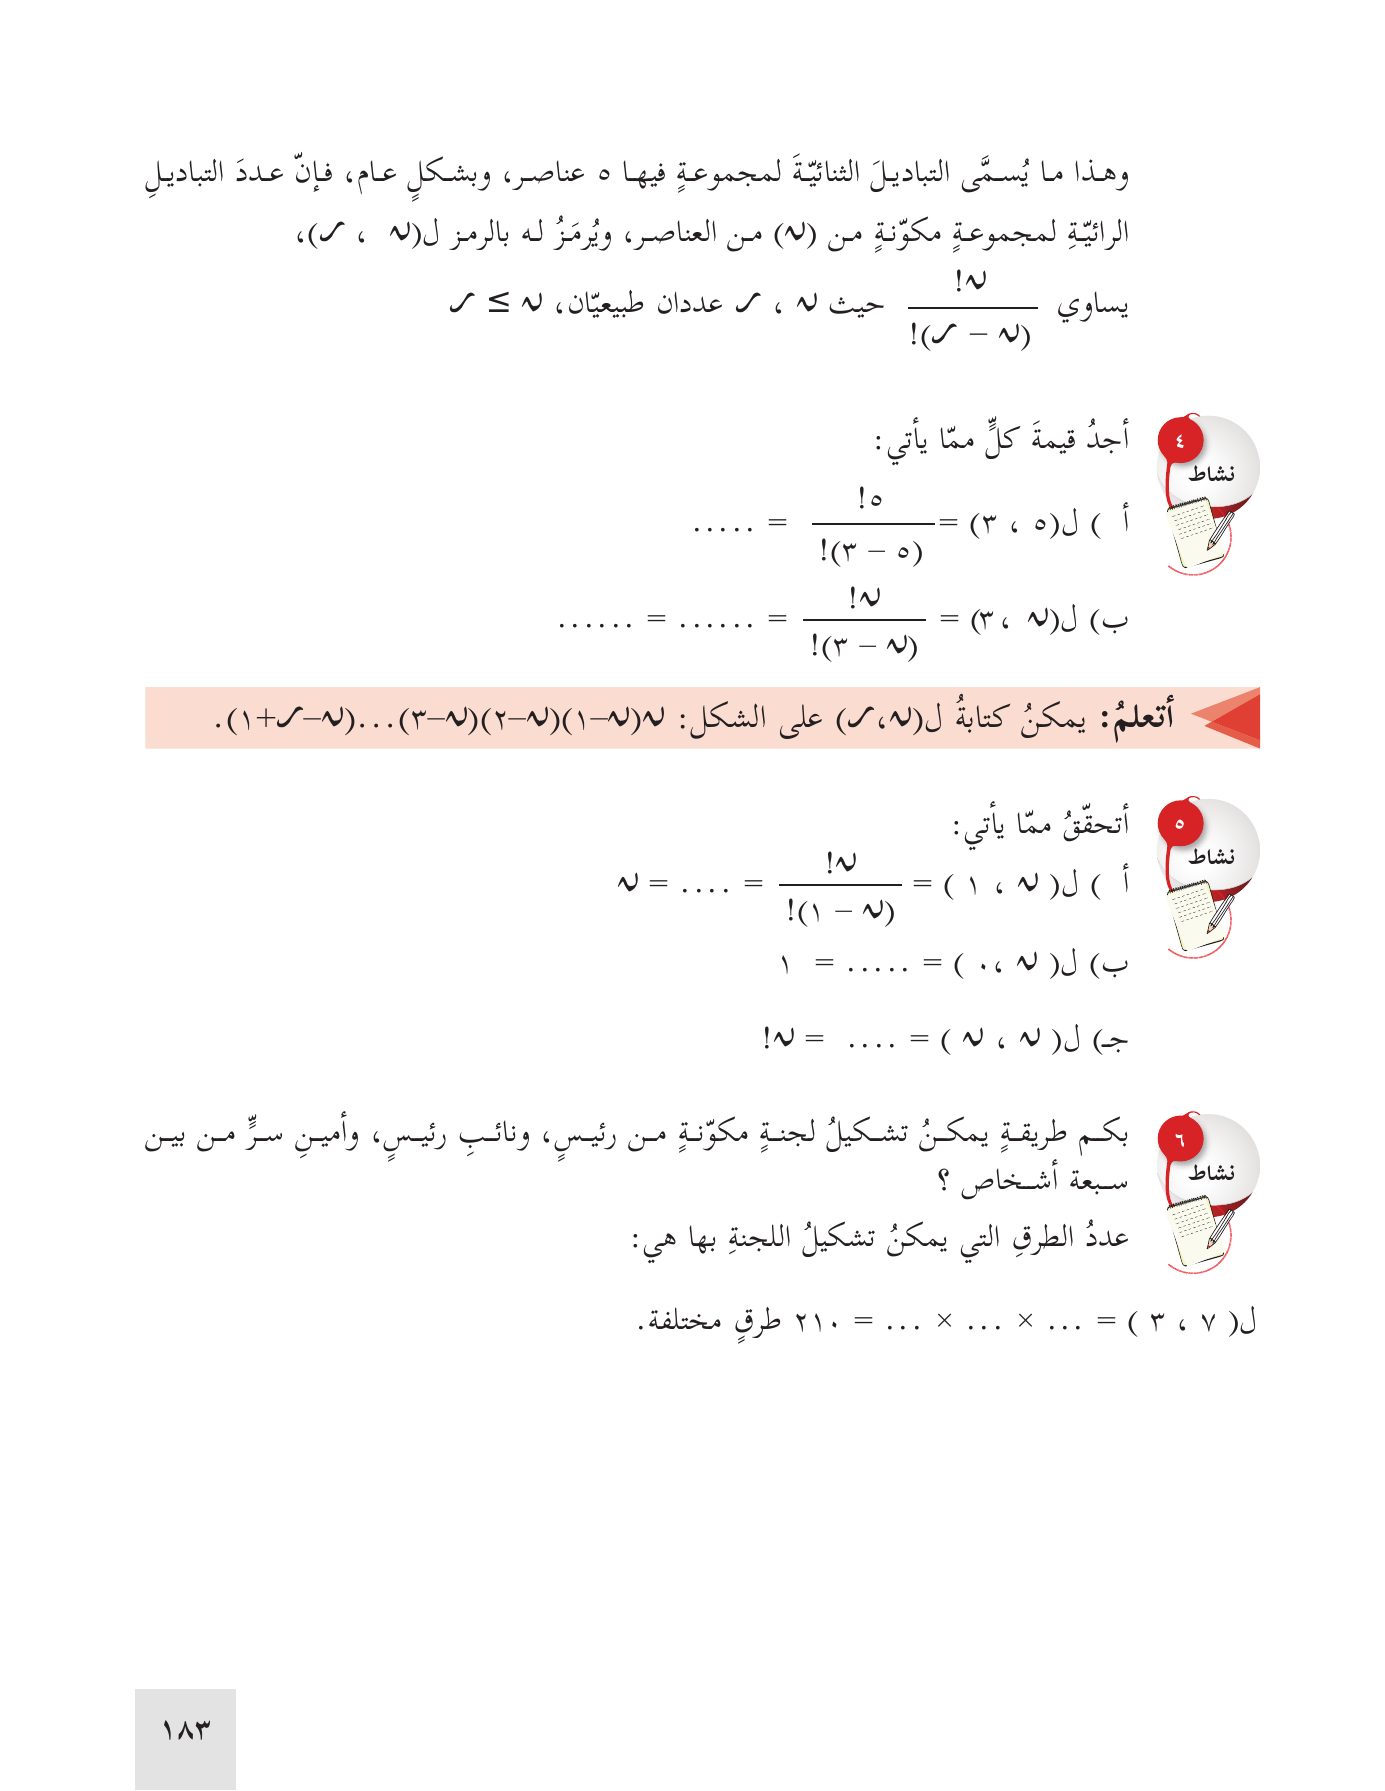 وهذا ما يُسمَّى التباديلَ الثنائيّةَ لمجموعةٍ فيها ٥ عناصر، وبشكلٍ عام، فإنّ عددَ التباديلِ
الرائيّةِ لمجموعةٍ مكوّنةٍ من (ن) من العناصر، ويُرمَزُ له بالرمز ل(ن ، ر)،
يساوي ن! / (ن – ر)! حيث ن ، ر عددان طبيعيّان، ن ≥ ر
٤
نشاط
أجدُ قيمةَ كلٍّ ممّا يأتي:
أ ) ل(٥ ، ٣) = ٥! / (٥ – ٣)! = .....
ب) ل(ن ، ٣) = ن! / (ن – ٣)! = ...... = ......
أتعلمُ: يمكنُ كتابةُ ل(ن،ر) على الشكل: ن(ن–١)(ن–٢)(ن–٣)...(ن–ر+١).
٥
نشاط
أتحقّقُ ممّا يأتي:
أ ) ل( ن ، ١ ) = ن! / (ن – ١)! = .... = ن
ب) ل( ن ،٠ ) = ..... = ١
جـ) ل( ن ، ن ) = .... = ن!
٦
نشاط
بكم طريقةٍ يمكنُ تشكيلُ لجنةٍ مكوّنةٍ من رئيسٍ، ونائبِ رئيسٍ، وأمينِ سرٍّ من بين
سبعة أشخاص ؟
عددُ الطرقِ التي يمكنُ تشكيلُ اللجنةِ بها هي:
ل( ٧ ، ٣ ) = ... × ... × ... = ٢١٠ طرقٍ مختلفة.
١٨٣